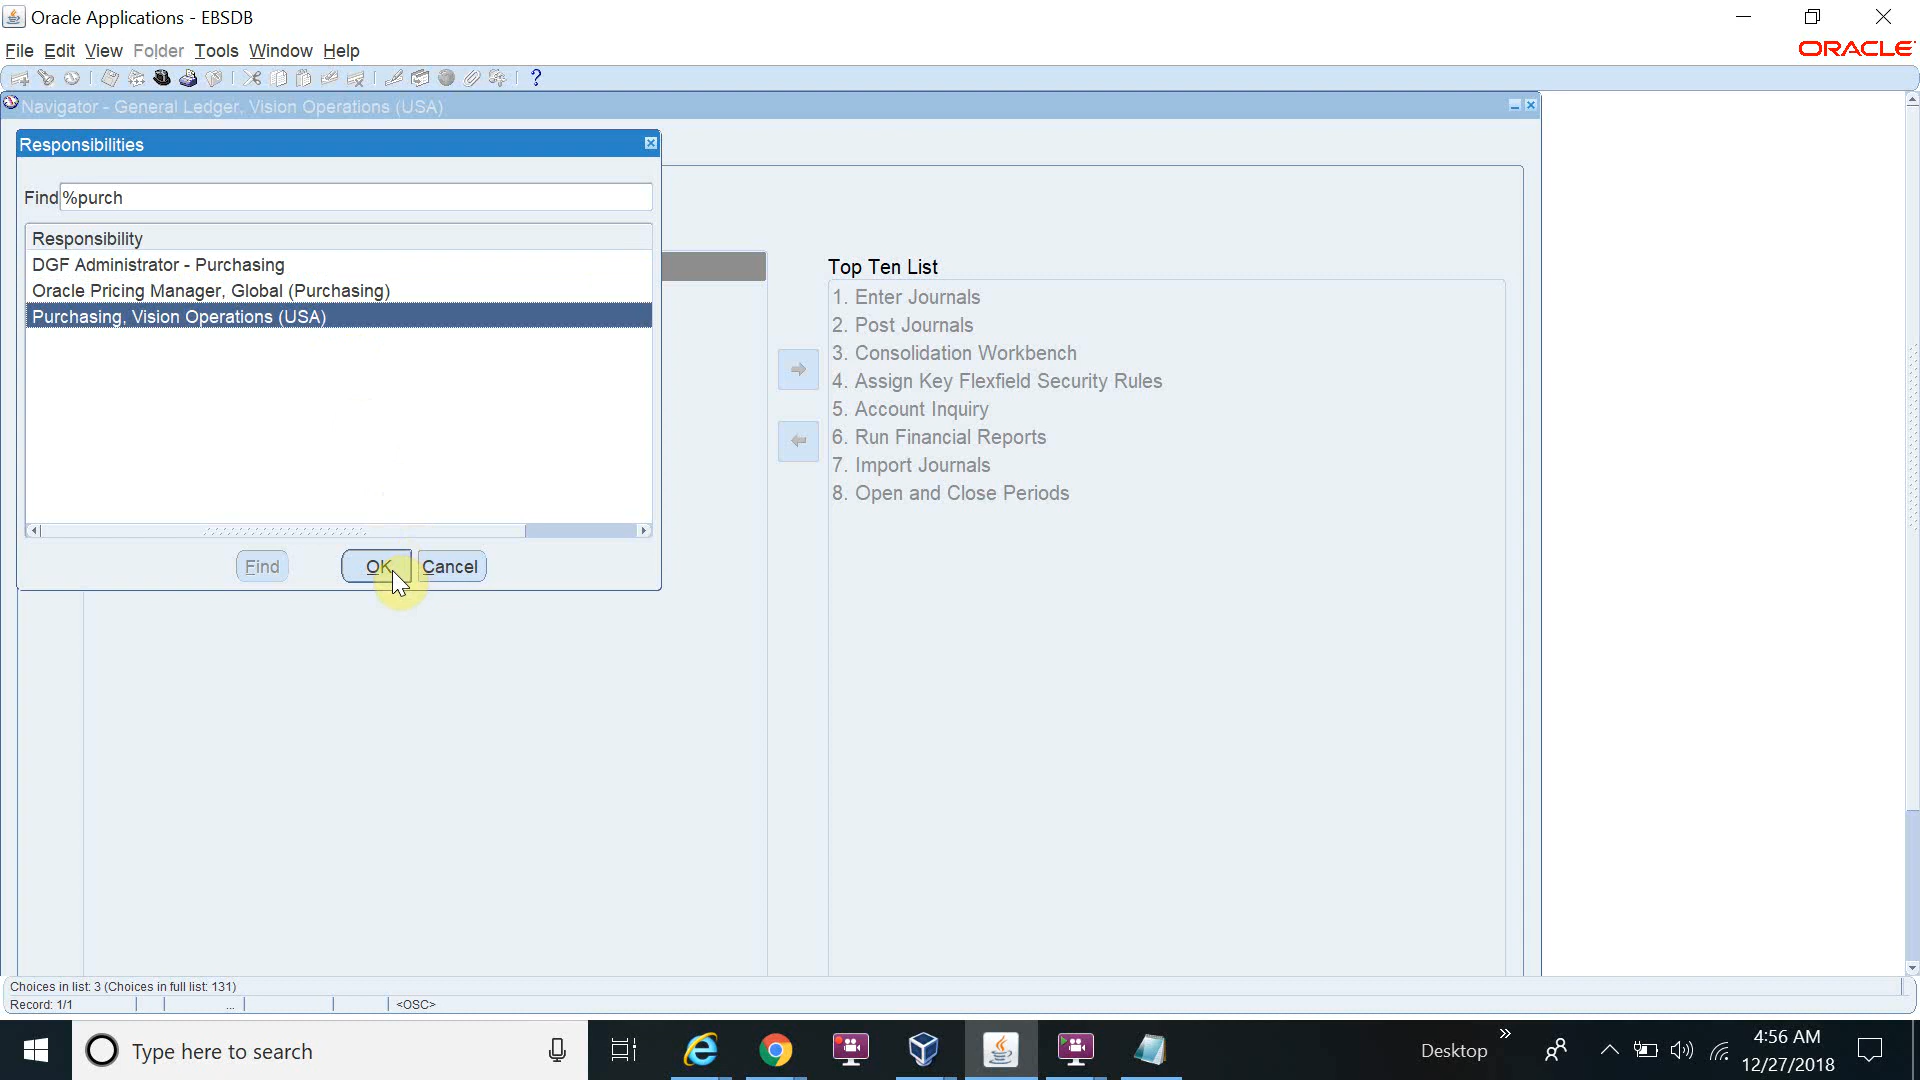 Oracle Applications - EBSDB
File Edit View Folder Tools Window Help
ORACLE
Navigator - General Ledger, Vision Operations (USA)
Responsibilities
Find %purch
Responsibility
DGF Administrator - Purchasing
Oracle Pricing Manager, Global (Purchasing)
Purchasing, Vision Operations (USA)
Find OK Cancel
Top Ten List
1. Enter Journals
2. Post Journals
3. Consolidation Workbench
4. Assign Key Flexfield Security Rules
5. Account Inquiry
6. Run Financial Reports
7. Import Journals
8. Open and Close Periods
Choices in list: 3 (Choices in full list: 131)
Record: 1/1 ... <OSC>
Type here to search
Desktop
4:56 AM
12/27/2018